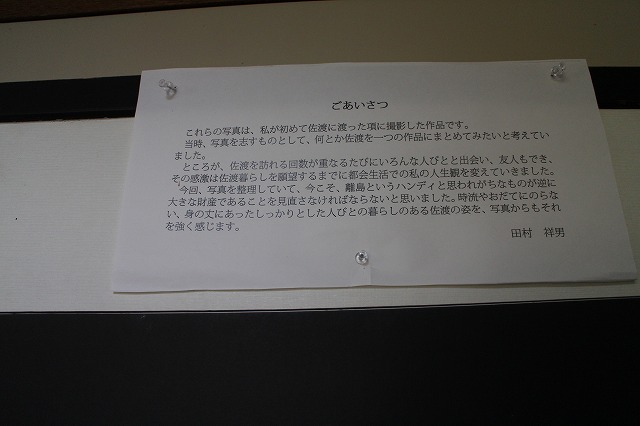 ごあいさつ
これらの写真は、私が初めて佐渡に渡った項に撮影した作品です。
当時、写真を志すものとして、何とか佐渡を一つの作品にまとめてみたいと考えてい
ました。
ところが、佐渡を訪れる回数が重なるたびにいろんな人びとと出会い、友人もでき、
その感激は佐渡暮らしを願望するまでに都会生活での私の人生観を変えていきました。
今回、写真を整理していて、今こそ、離島というハンディと思われがちなものが逆に
大きな財産であることを見直さなければならないと思いました。時流やおだてにのらな
い、身の丈にあったしっかりとした人びとの暮らしのある佐渡の姿を、写真からもそれ
を強く感じます。
田村　祥男